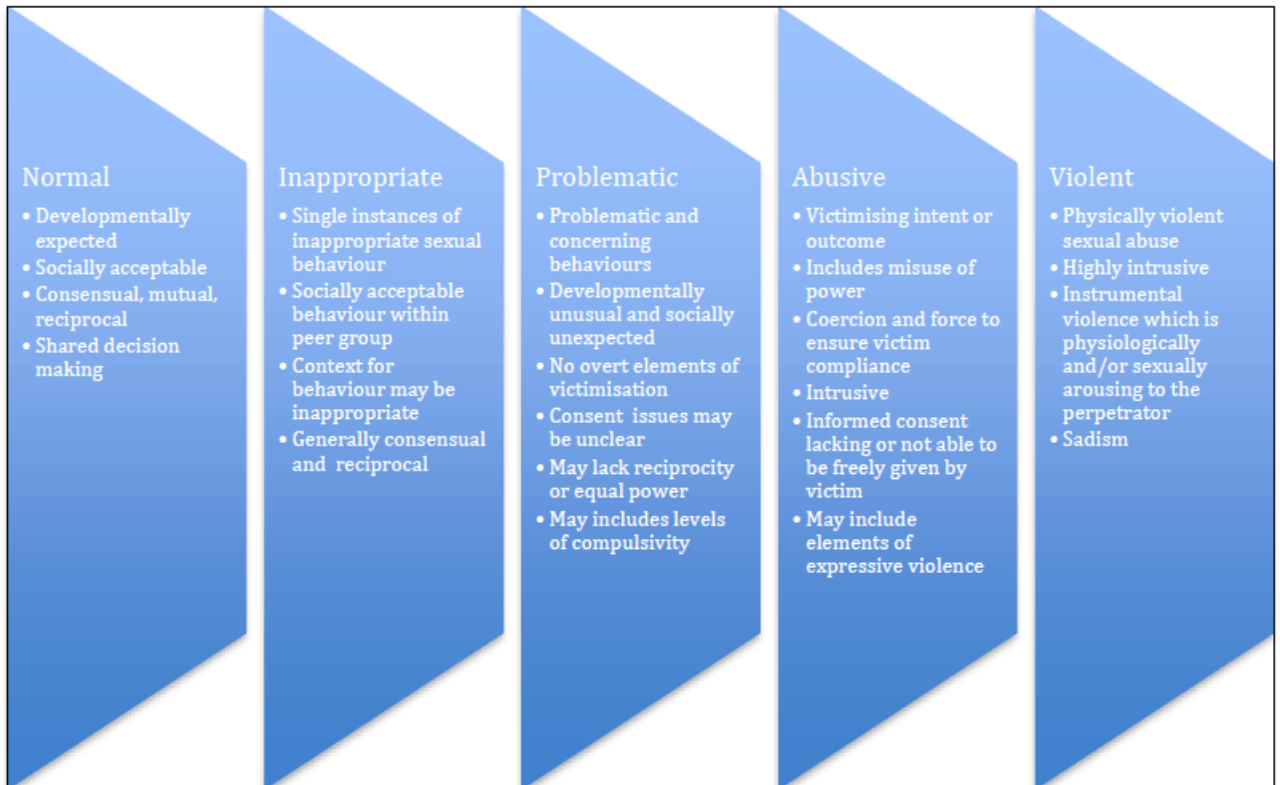 Normal
• Developmentally
expected
• Socially acceptable
• Consensual, mutual,
reciprocal
• Shared decision
making
Inappropriate
• Single instances of
inappropriate sexual
behaviour
• Socially acceptable
behaviour within
peer group
• Context for
behaviour may be
inappropriate
• Generally consensual
and reciprocal
Problematic
• Problematic and
concerning
behaviours
• Developmentally
unusual and socially
unexpected
• No overt elements of
victimisation
• Consent issues may
be unclear
• May lack reciprocity
or equal power
• May includes levels
of compulsivity
Abusive
• Victimising intent or
outcome
• Includes misuse of
power
• Coercion and force to
ensure victim
compliance
• Intrusive
• Informed consent
lacking or not able to
be freely given by
victim
• May include
elements of
expressive violence
Violent
• Physically violent
sexual abuse
• Highly intrusive
• Instrumental
violence which is
physiologically
and/or sexually
arousing to the
perpetrator
• Sadism